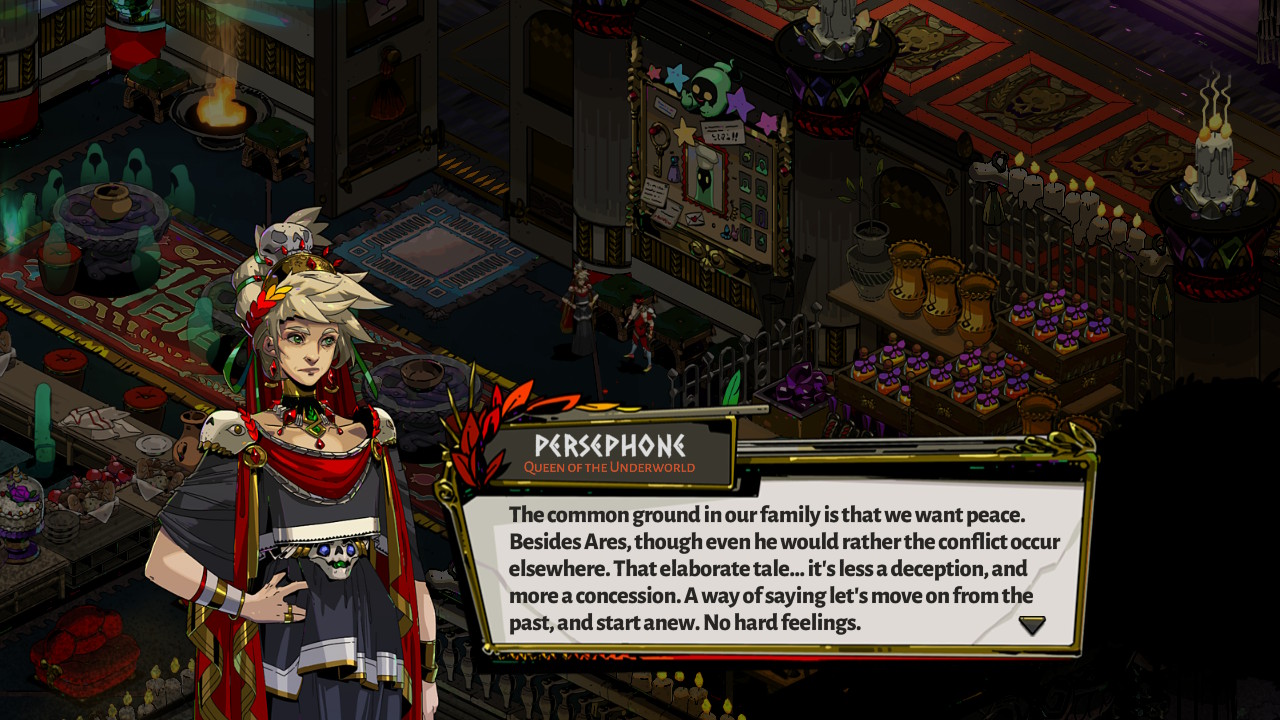 PERSEPHONE
QUEEN OF THE UNDERWORLD
The common ground in our family is that we want peace.
Besides Ares, though even he would rather the conflict occur
elsewhere. That elaborate tale... it's less a deception, and
more a concession. A way of saying let's move on from the
past, and start anew. No hard feelings.